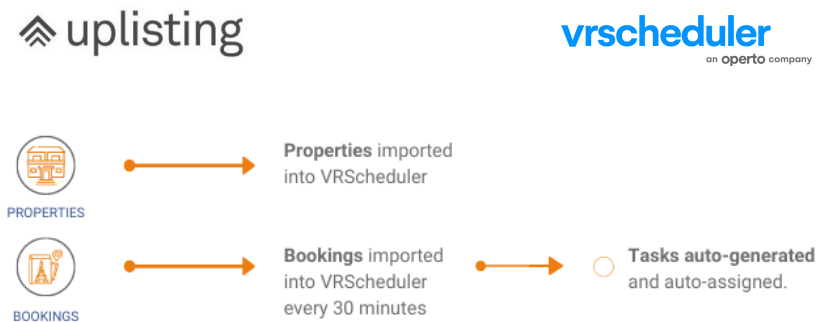 uplisting
vrscheduler
an operto company
Properties imported
into VRScheduler
PROPERTIES
Bookings imported
into VRScheduler
every 30 minutes
Tasks auto-generated
and auto-assigned.
BOOKINGS